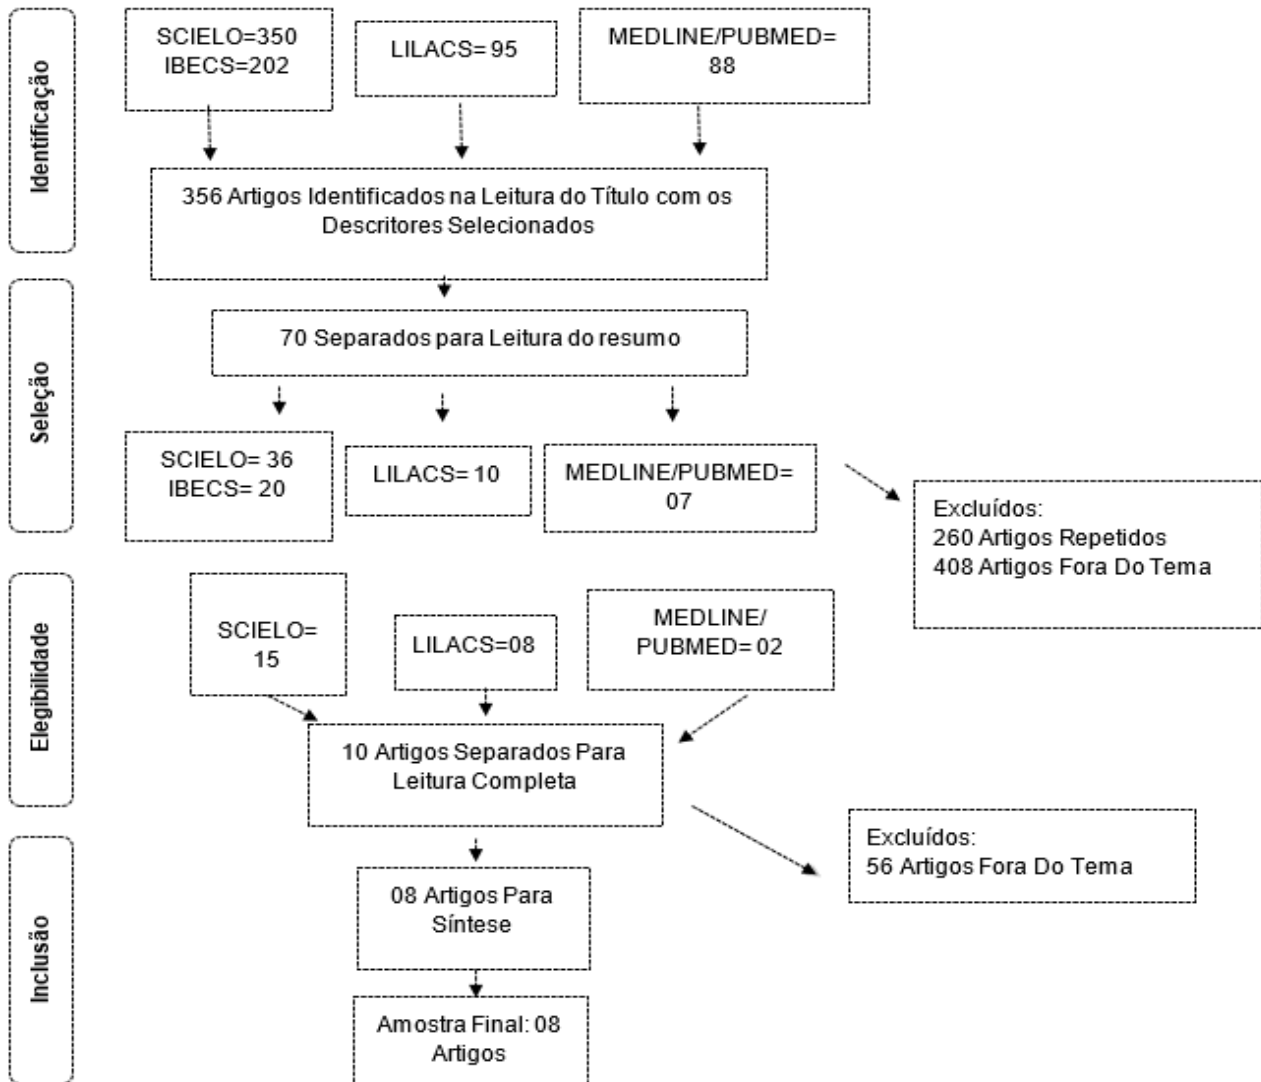 Identificação
SCIELO=350
IBECS=202
LILACS= 95
MEDLINE/PUBMED=
88
356 Artigos Identificados na Leitura do Título com os
Descritores Selecionados
Seleção
70 Separados para Leitura do resumo
SCIELO= 36
IBECS= 20
LILACS= 10
MEDLINE/PUBMED=
07
Excluídos:
260 Artigos Repetidos
408 Artigos Fora Do Tema
Elegibilidade
SCIELO=
15
LILACS=08
MEDLINE/
PUBMED= 02
10 Artigos Separados Para
Leitura Completa
Excluídos:
56 Artigos Fora Do Tema
Inclusão
08 Artigos Para
Síntese
Amostra Final: 08
Artigos